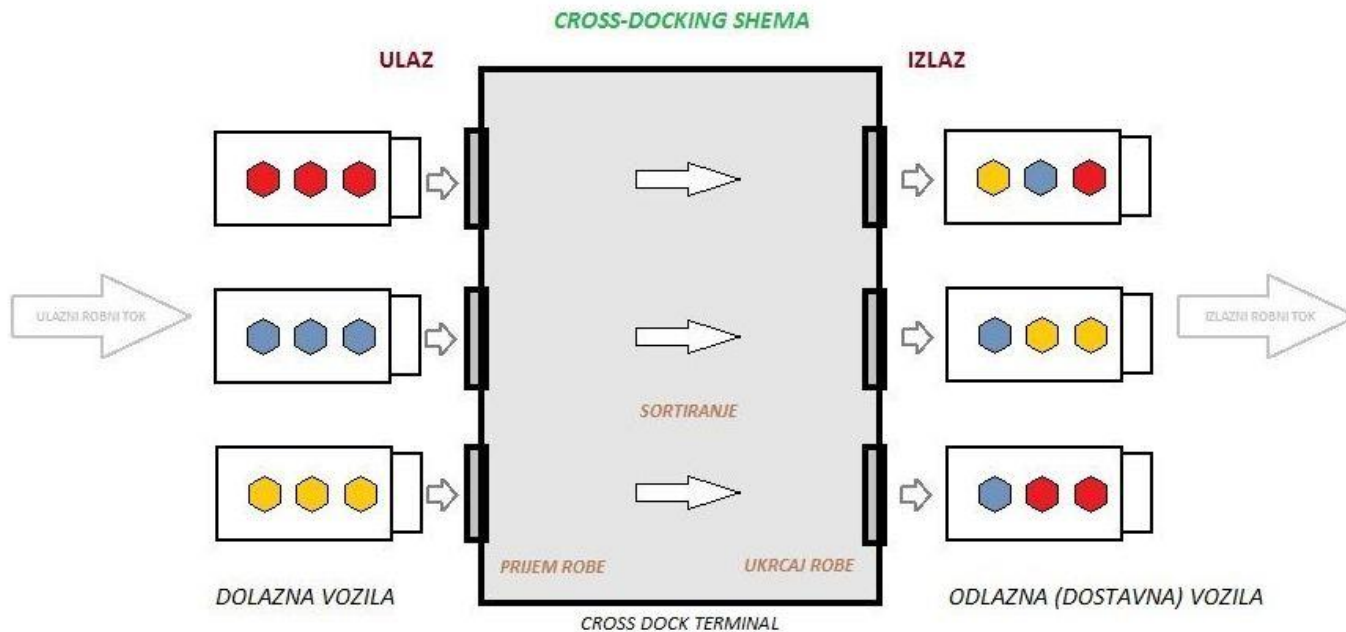 CROSS-DOCKING SHEMA
ULAZ
IZLAZ
ULAZNI ROBNI TOK
IZLAZNI ROBNI TOK
SORTIRANJE
PRIJEM ROBE
UKRCAJ ROBE
DOLAZNA VOZILA
ODLAZNA (DOSTAVNA) VOZILA
CROSS DOCK TERMINAL